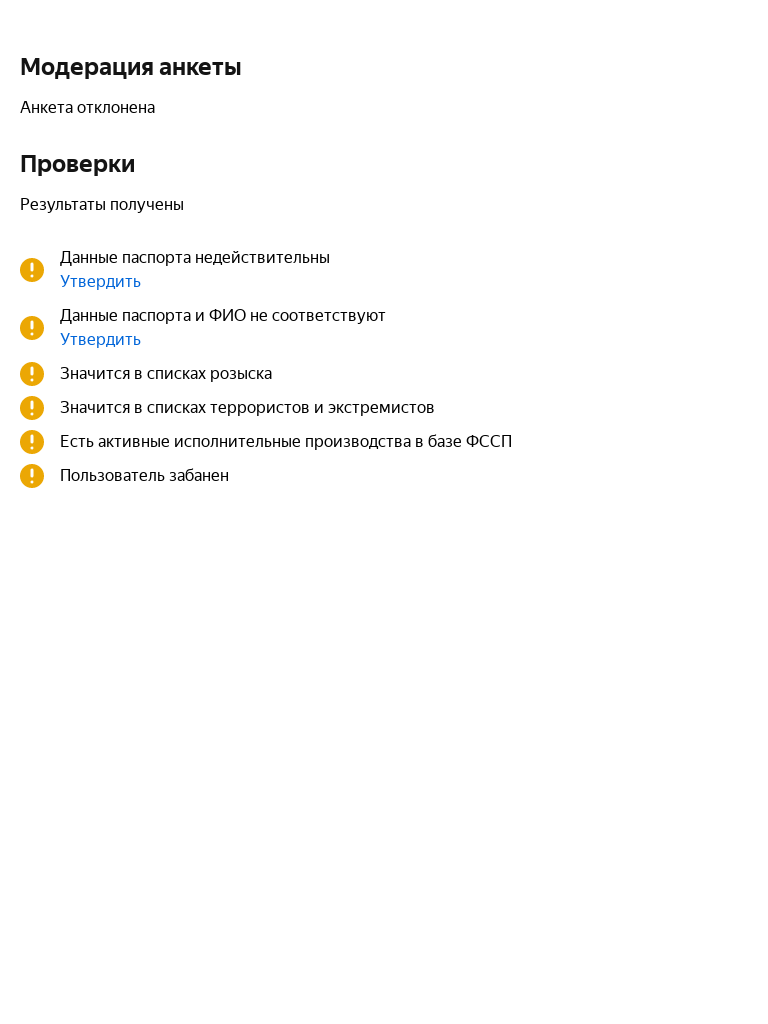 Модерация анкеты
Анкета отклонена
Проверки
Результаты получены
Данные паспорта недействительны
Утвердить
Данные паспорта и ФИО не соответствуют
Утвердить
Значится в списках розыска
Значится в списках террористов и экстремистов
Есть активные исполнительные производства в базе ФССП
Пользователь забанен